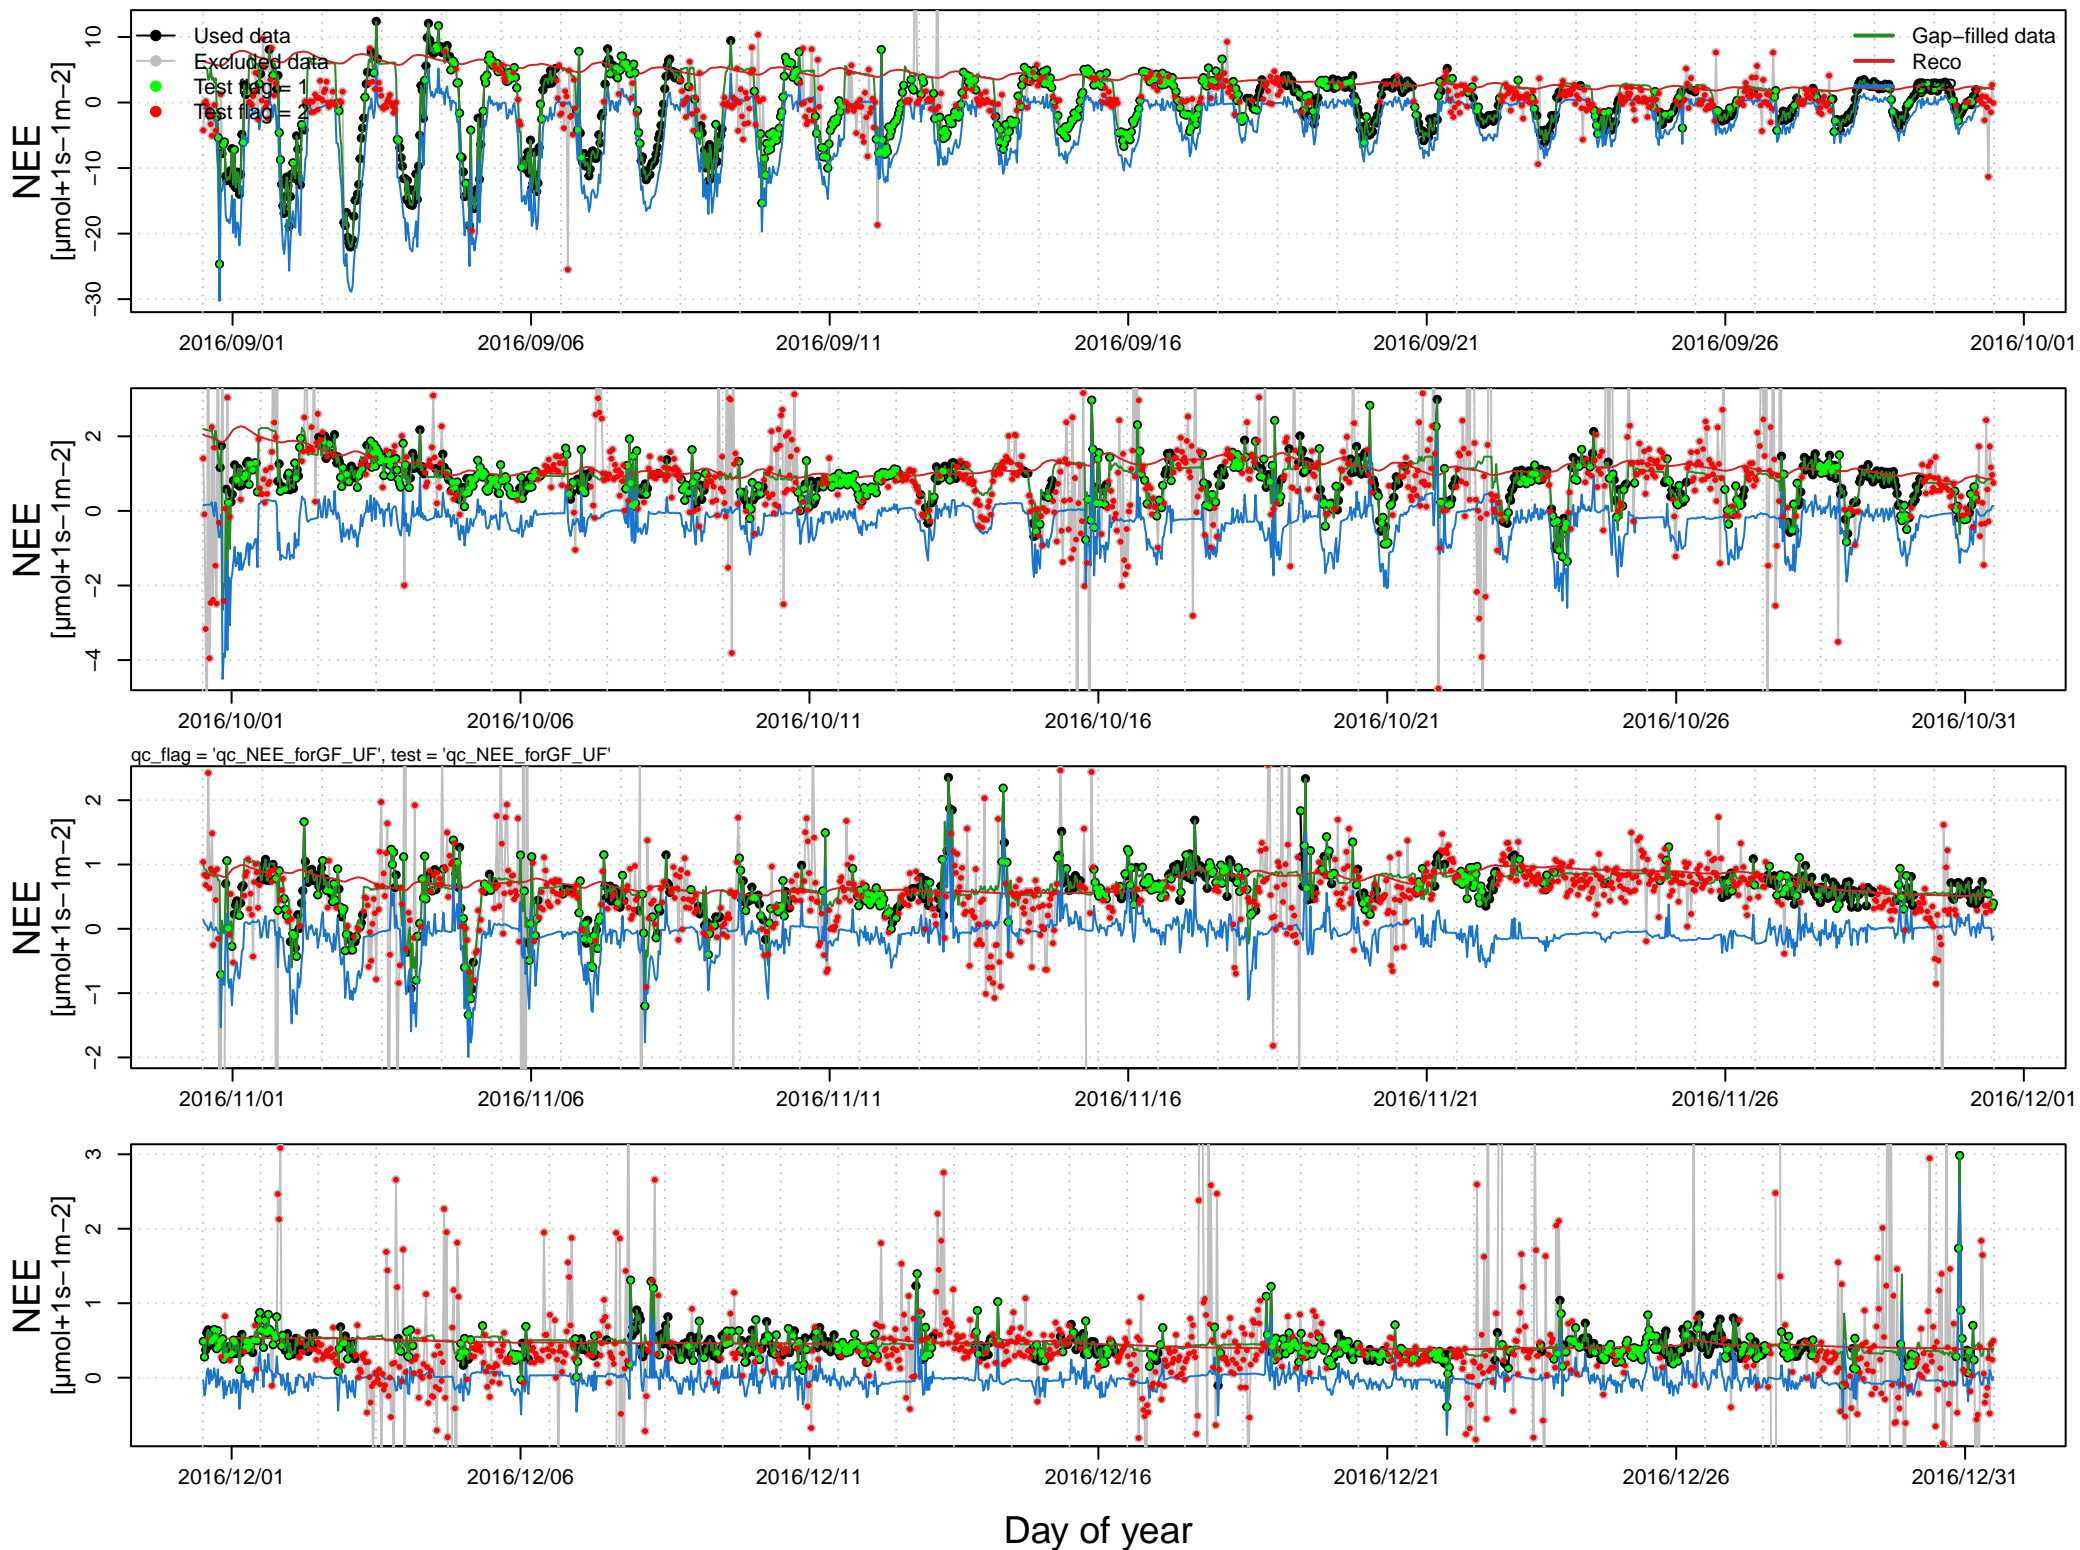 Used data
Excluded data
Test flag = 1
Test flag = 2
Gap−filled data
Reco
NEE
[µmol+1s−1m−2]
10
0
−10
−20
−30
2016/09/01 2016/09/06 2016/09/11 2016/09/16 2016/09/21 2016/09/26 2016/10/01
NEE
[µmol+1s−1m−2]
2
0
−2
−4
2016/10/01 2016/10/06 2016/10/11 2016/10/16 2016/10/21 2016/10/26 2016/10/31
qc_flag = 'qc_NEE_forGF_UF', test = 'qc_NEE_forGF_UF'
NEE
[µmol+1s−1m−2]
2
1
0
−1
−2
2016/11/01 2016/11/06 2016/11/11 2016/11/16 2016/11/21 2016/11/26 2016/12/01
NEE
[µmol+1s−1m−2]
3
2
1
0
2016/12/01 2016/12/06 2016/12/11 2016/12/16 2016/12/21 2016/12/26 2016/12/31
Day of year